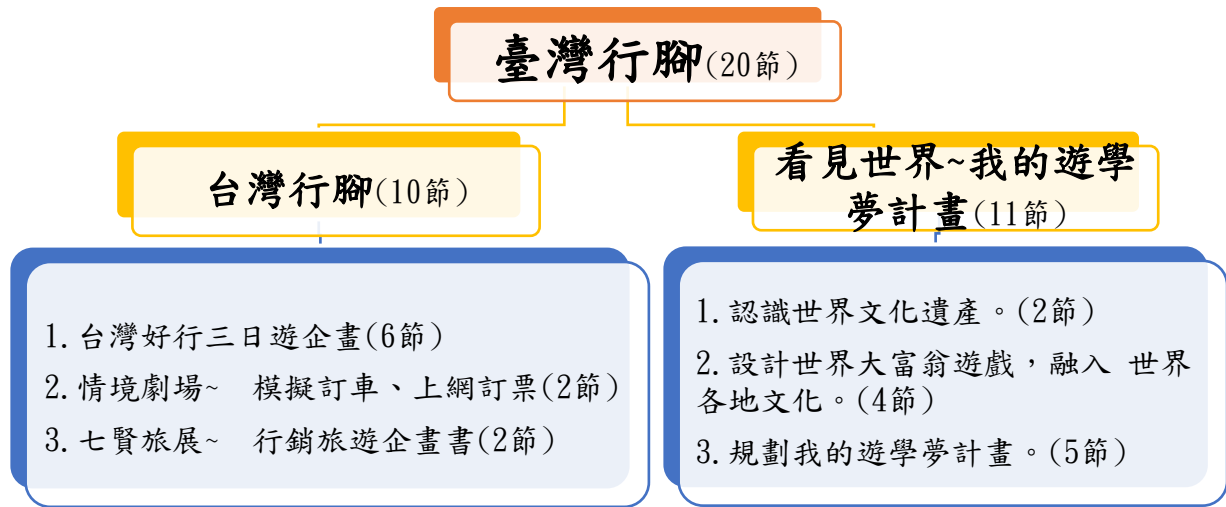 臺灣行腳(20節)
台灣行腳(10節)
看見世界~我的遊學
夢計畫(11節)
1.台灣好行三日遊企畫(6節)
2.情境劇場~ 模擬訂車、上網訂票(2節)
3.七賢旅展~ 行銷旅遊企畫書(2節)
1.認識世界文化遺產。(2節)
2.設計世界大富翁遊戲,融入 世界
各地文化。(4節)
3.規劃我的遊學夢計畫。(5節)